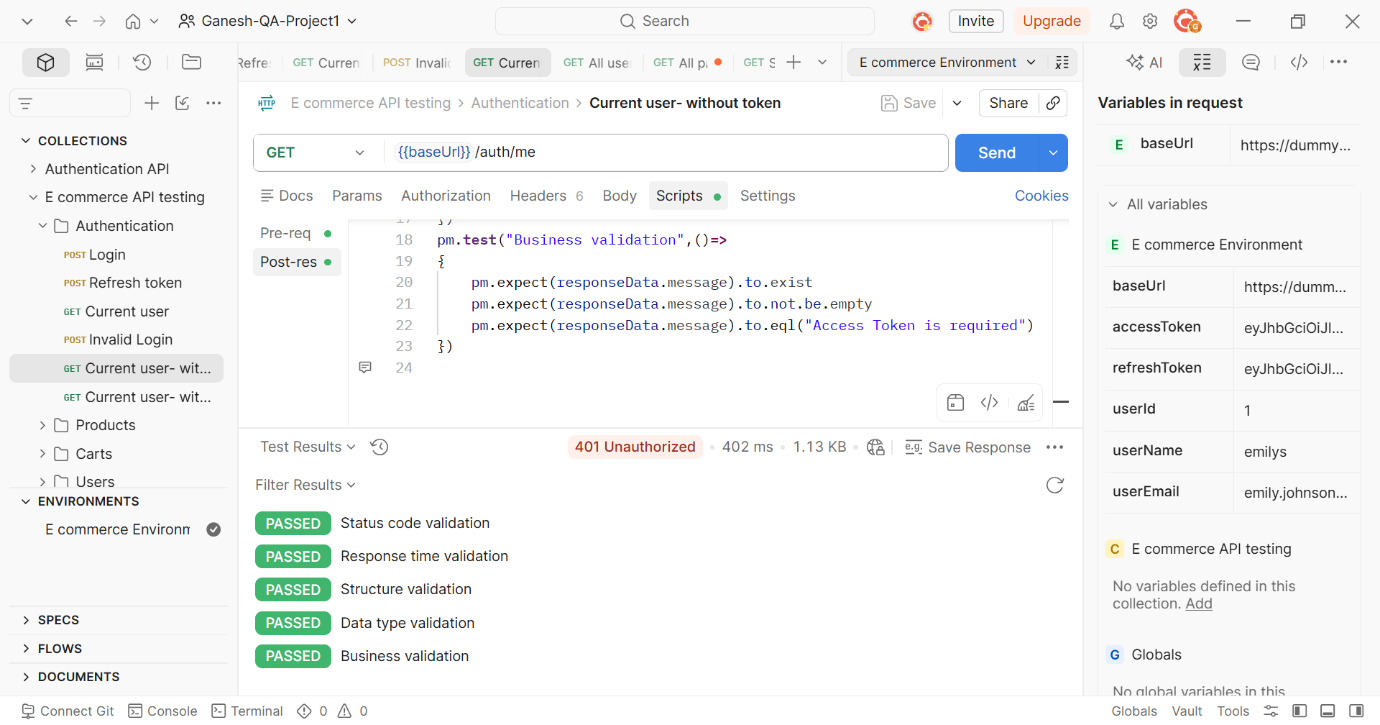 Ganesh-QA-Project1
Search
Invite
Upgrade
GET Curren
POST Invali
GET Curren
GET All use
GET All p
GET S
E commerce Environment
AI
E commerce API testing > Authentication > Current user- without token
Save
Share
Variables in request
COLLECTIONS
Authentication API
E commerce API testing
Authentication
POST Login
POST Refresh token
GET Current user
POST Invalid Login
GET Current user- wit...
GET Current user- wit...
Products
Carts
Users
ENVIRONMENTS
E commerce Environm
SPECS
FLOWS
DOCUMENTS
HTTP
GET
{{baseUrl}} /auth/me
Send
Docs
Params
Authorization
Headers 6
Body
Scripts
Settings
Cookies
Pre-req
Post-res
17 })
18 pm.test("Business validation",()=>
19 {
20 pm.expect(responseData.message).to.exist
21 pm.expect(responseData.message).to.not.be.empty
22 pm.expect(responseData.message).to.eql("Access Token is required")
23 })
24
Test Results
401 Unauthorized
402 ms
1.13 KB
e.g. Save Response
Filter Results
PASSED Status code validation
PASSED Response time validation
PASSED Structure validation
PASSED Data type validation
PASSED Business validation
E baseUrl https://dummy...
All variables
E E commerce Environment
baseUrl https://dumm...
accessToken eyJhbGciOiJI...
refreshToken eyJhbGciOiJI...
userId 1
userName emilys
userEmail emily.johnson...
C E commerce API testing
No variables defined in this
collection. Add
G Globals
No global variables in this
Connect Git
Console
Terminal
0
0
Globals
Vault
Tools